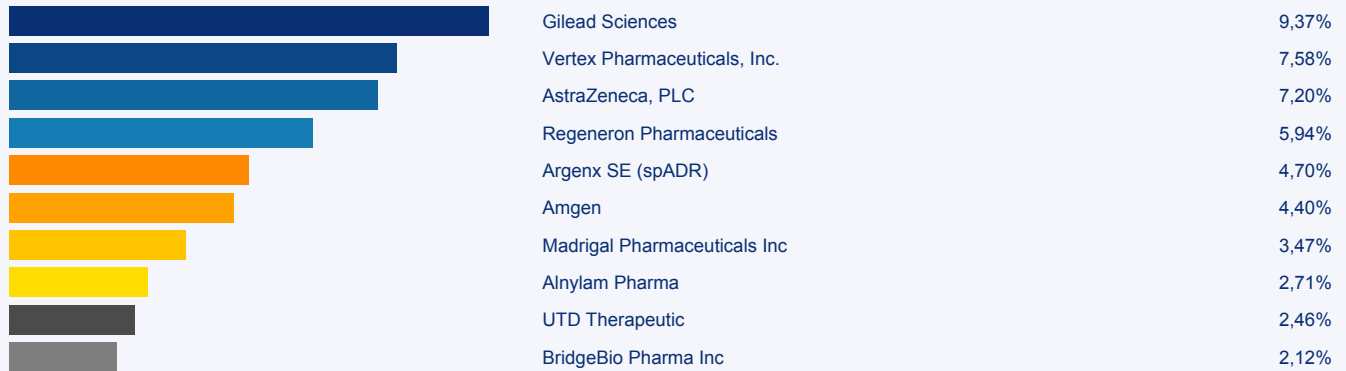 Gilead Sciences 9,37%
Vertex Pharmaceuticals, Inc. 7,58%
AstraZeneca, PLC 7,20%
Regeneron Pharmaceuticals 5,94%
Argenx SE (spADR) 4,70%
Amgen 4,40%
Madrigal Pharmaceuticals Inc 3,47%
Alnylam Pharma 2,71%
UTD Therapeutic 2,46%
BridgeBio Pharma Inc 2,12%